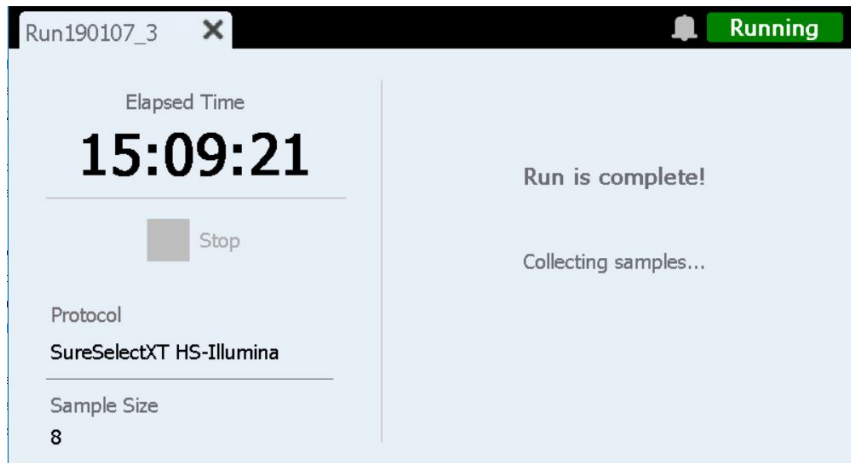 Run190107_3
Running
Elapsed Time
15:09:21
Stop
Protocol
SureSelectXT HS-Illumina
Sample Size
8
Run is complete!
Collecting samples...